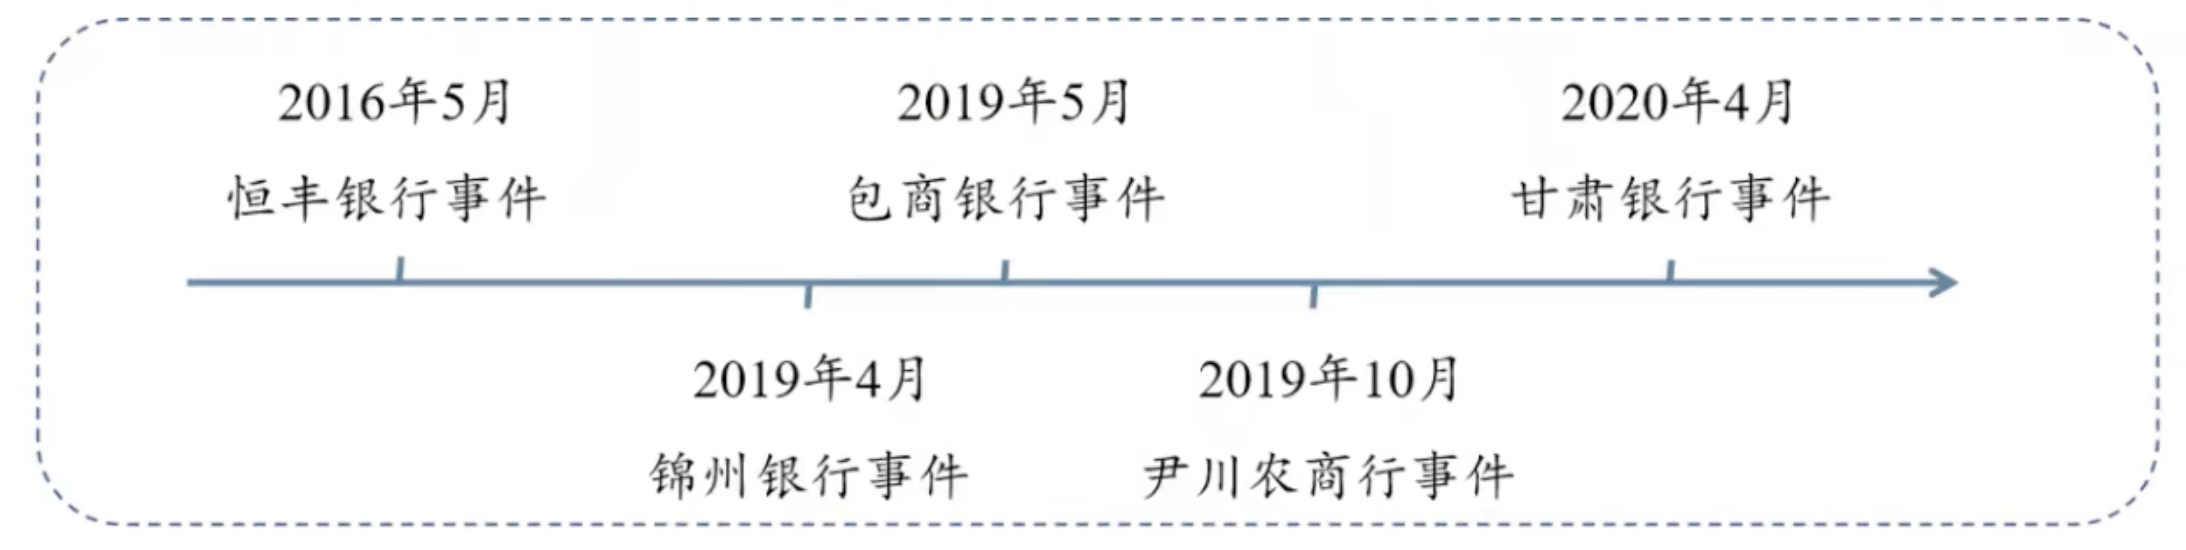 2016年5月
恒丰银行事件
2019年5月
包商银行事件
2020年4月
甘肃银行事件
2019年4月
锦州银行事件
2019年10月
尹川农商行事件